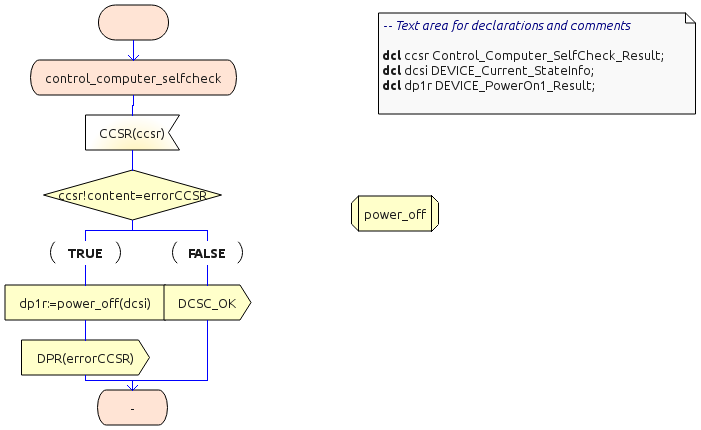 -- Text area for declarations and comments
dcl ccsr Control_Computer_SelfCheck_Result;
dcl dcsi DEVICE_Current_StateInfo;
dcl dp1r DEVICE_PowerOn1_Result;
control_computer_selfcheck
CCSR(ccsr)
ccsr!content=errorCCSR
power_off
TRUE
FALSE
dp1r:=power_off(dcsi)
DCSC_OK
DPR(errorCCSR)
-